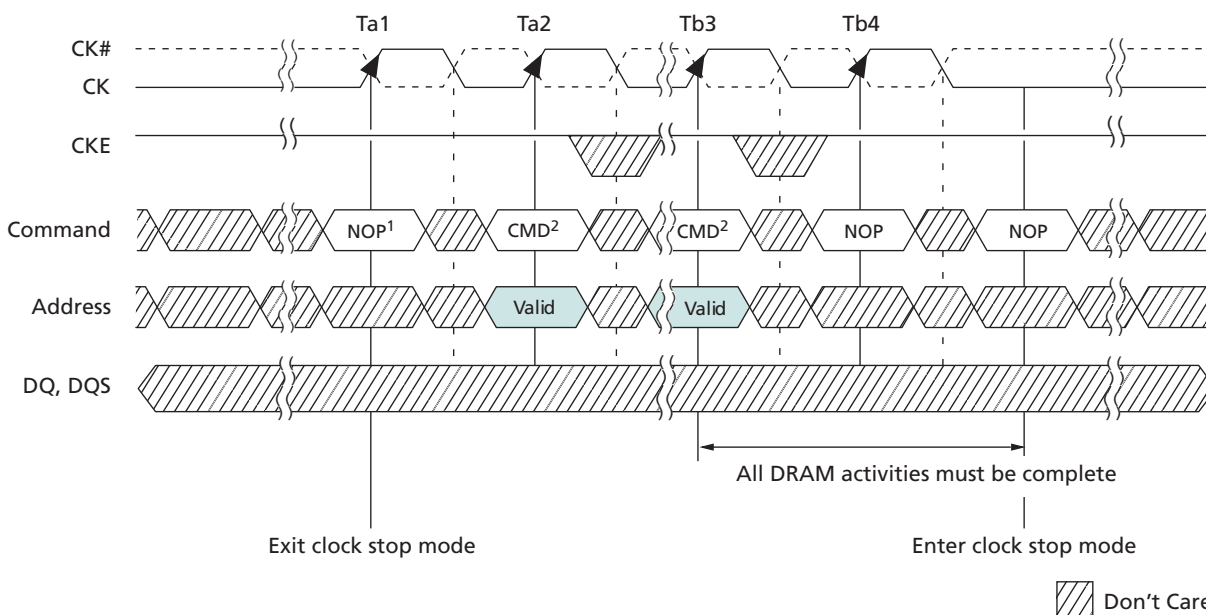 Ta1 Ta2 Tb3 Tb4
CK#
CK
CKE
Command NOP1 CMD2 CMD2 NOP NOP
Address Valid Valid
DQ, DQS
All DRAM activities must be complete
Exit clock stop mode Enter clock stop mode
Don't Care